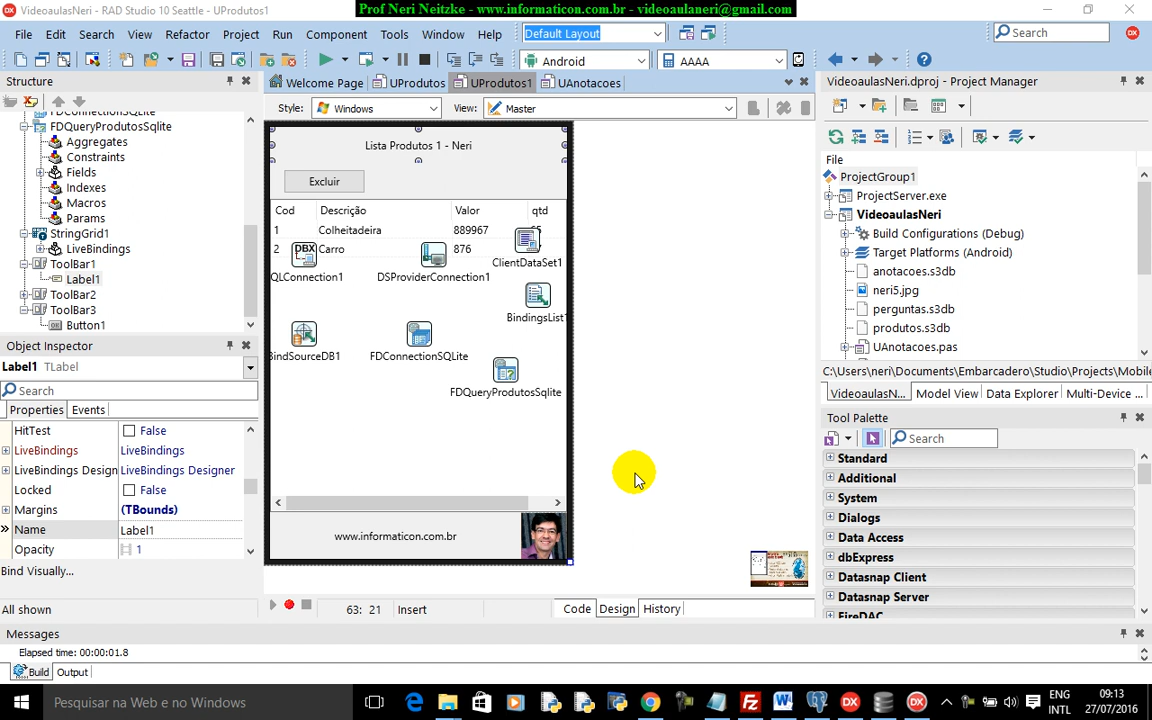 Prof Neri Neitzke - www.informaticon.com.br - videoaulaneri@gmail.com
DX VideoaulasNeri - RAD Studio 10 Seattle - UProdutos1
File Edit Search View Refactor Project Run Component Tools Window Help
Default Layout
Search
Android
AAAA
Structure
Welcome Page UProdutos UProdutos1 UAnotacoes
VideoaulasNeri.dproj - Project Manager
Style: Windows View: Master
FDConnectionSQLite
FDQueryProdutosSqlite
Aggregates
Constraints
Fields
Indexes
Macros
Params
StringGrid1
LiveBindings
ToolBar1
Label1
ToolBar2
ToolBar3
Button1
Object Inspector
Label1 TLabel
Search
Properties Events
HitTest False
LiveBindings LiveBindings
LiveBindings Design LiveBindings Designer
Locked False
Margins (TBounds)
Name Label1
Opacity 1
Bind Visually...
All shown
Lista Produtos 1 - Neri
Excluir
Cod Descrição Valor qtd
1 Colheitadeira 889967
2 Carro 876
DBX
QLConnection1 DSProviderConnection1 ClientDataSet1
BindingsList1
BindSourceDB1 FDConnectionSQLite
FDQueryProdutosSqlite
www.informaticon.com.br
63: 21 Insert
Code Design History
File
ProjectGroup1
ProjectServer.exe
VideoaulasNeri
Build Configurations (Debug)
Target Platforms (Android)
anotacoes.s3db
neri5.jpg
perguntas.s3db
produtos.s3db
UAnotacoes.pas
C:\Users\neri\Documents\Embarcadero\Studio\Projects\Mobile
VideoaulasN... Model View Data Explorer Multi-Device ...
Tool Palette
Search
Standard
Additional
System
Dialogs
Data Access
dbExpress
Datasnap Client
Datasnap Server
FireDAC
Messages
Elapsed time: 00:00:01.8
Build Output
Pesquisar na Web e no Windows
ENG
INTL
09:13
27/07/2016